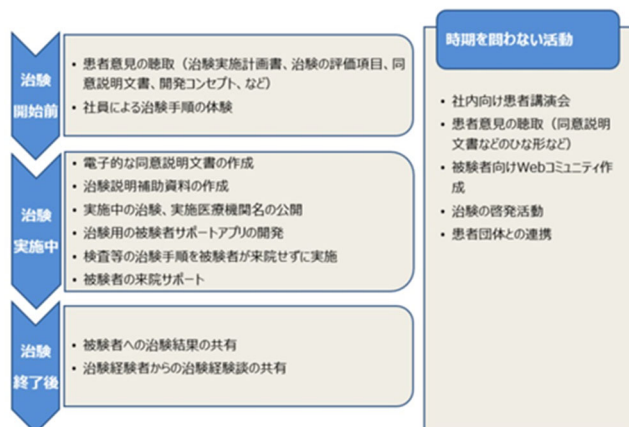 治験
開始前
・ 患者意見の聴取（治験実施計画書、治験の評価項目、同
意説明文書、開発コンセプト、など）
・ 社員による治験手順の体験
治験
実施中
・ 電子的な同意説明文書の作成
・ 治験説明補助資料の作成
・ 実施中の治験、実施医療機関名の公開
・ 治験用の被験者サポートアプリの開発
・ 検査等の治験手順を被験者が来院せずに実施
・ 被験者の来院サポート
治験
終了後
・ 被験者への治験結果の共有
・ 治験経験者からの治験経験談の共有
時期を問わない活動
・ 社内向け患者講演会
・ 患者意見の聴取（同意説明
文書などのひな形など）
・ 被験者向けWebコミュニティ作
成
・ 治験の啓発活動
・ 患者団体との連携